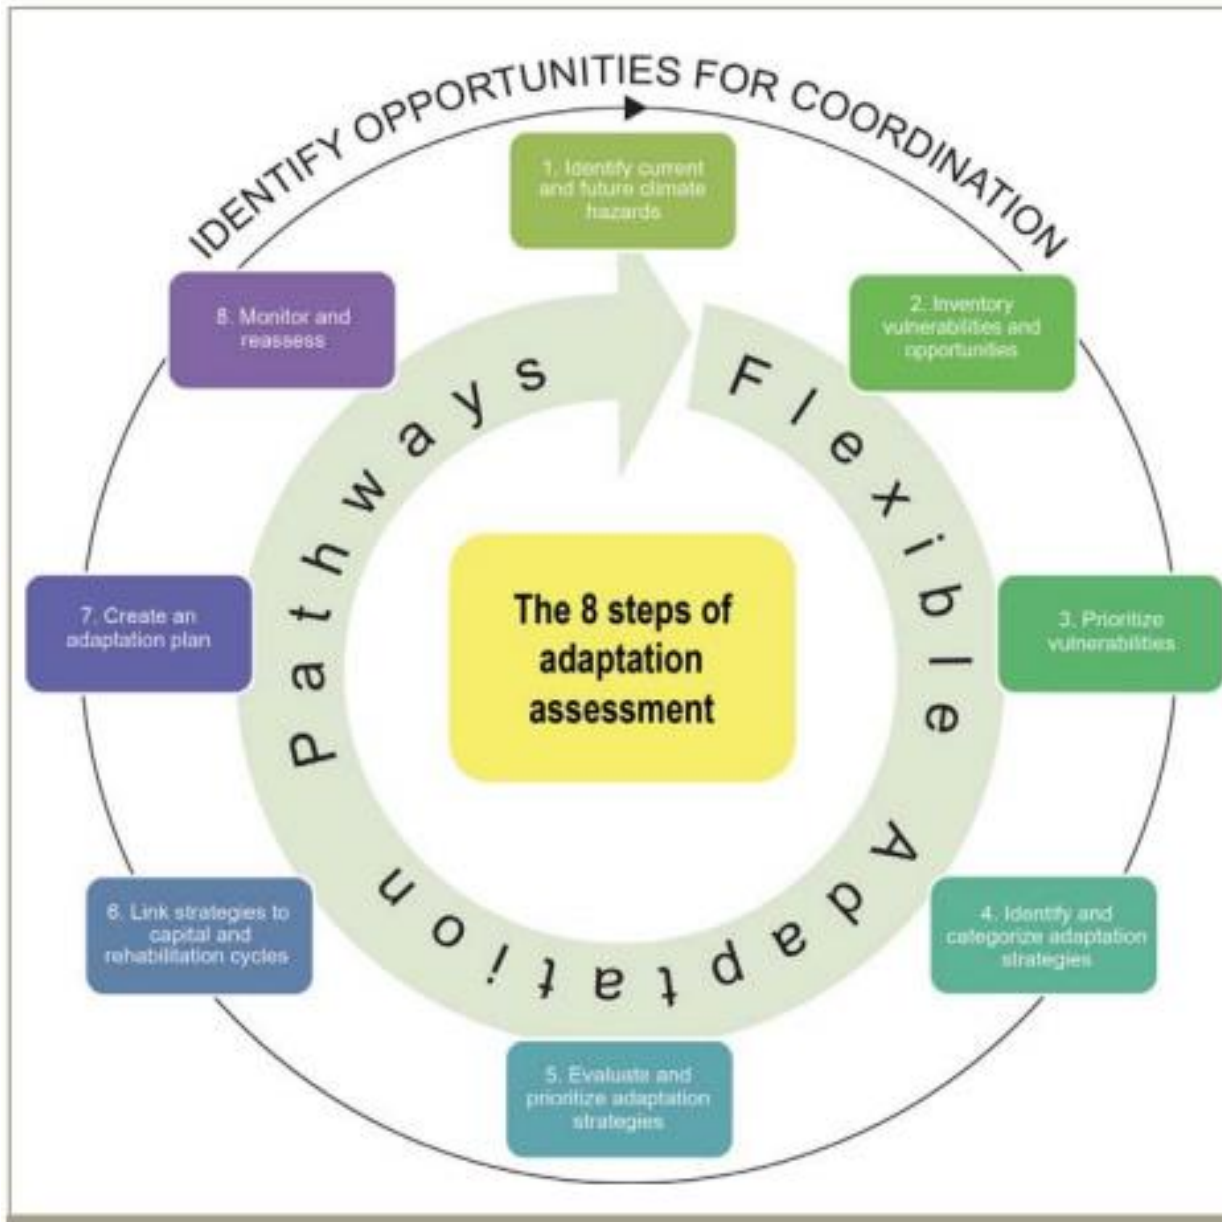 IDENTIFY OPPORTUNITIES FOR COORDINATION
1. Identify current
and future climate
hazards
2. Inventory
vulnerabilities and
opportunities
3. Prioritize
vulnerabilities
4. Identify and
categorize adaptation
strategies
5. Evaluate and
prioritize adaptation
strategies
6. Link strategies to
capital and
rehabilitation cycles
7. Create an
adaptation plan
8. Monitor and
reassess
Flexible Adaptation Pathways
The 8 steps of
adaptation
assessment